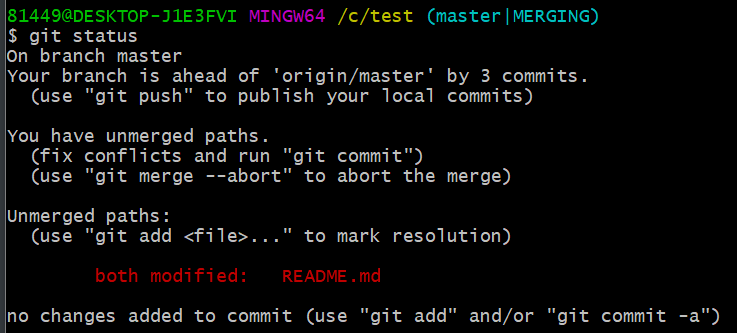 81449@DESKTOP-J1E3FVI MINGW64 /c/test (master|MERGING)
$ git status
On branch master
Your branch is ahead of 'origin/master' by 3 commits.
  (use "git push" to publish your local commits)

You have unmerged paths.
  (fix conflicts and run "git commit")
  (use "git merge --abort" to abort the merge)

Unmerged paths:
  (use "git add <file>..." to mark resolution)

        both modified:   README.md

no changes added to commit (use "git add" and/or "git commit -a")